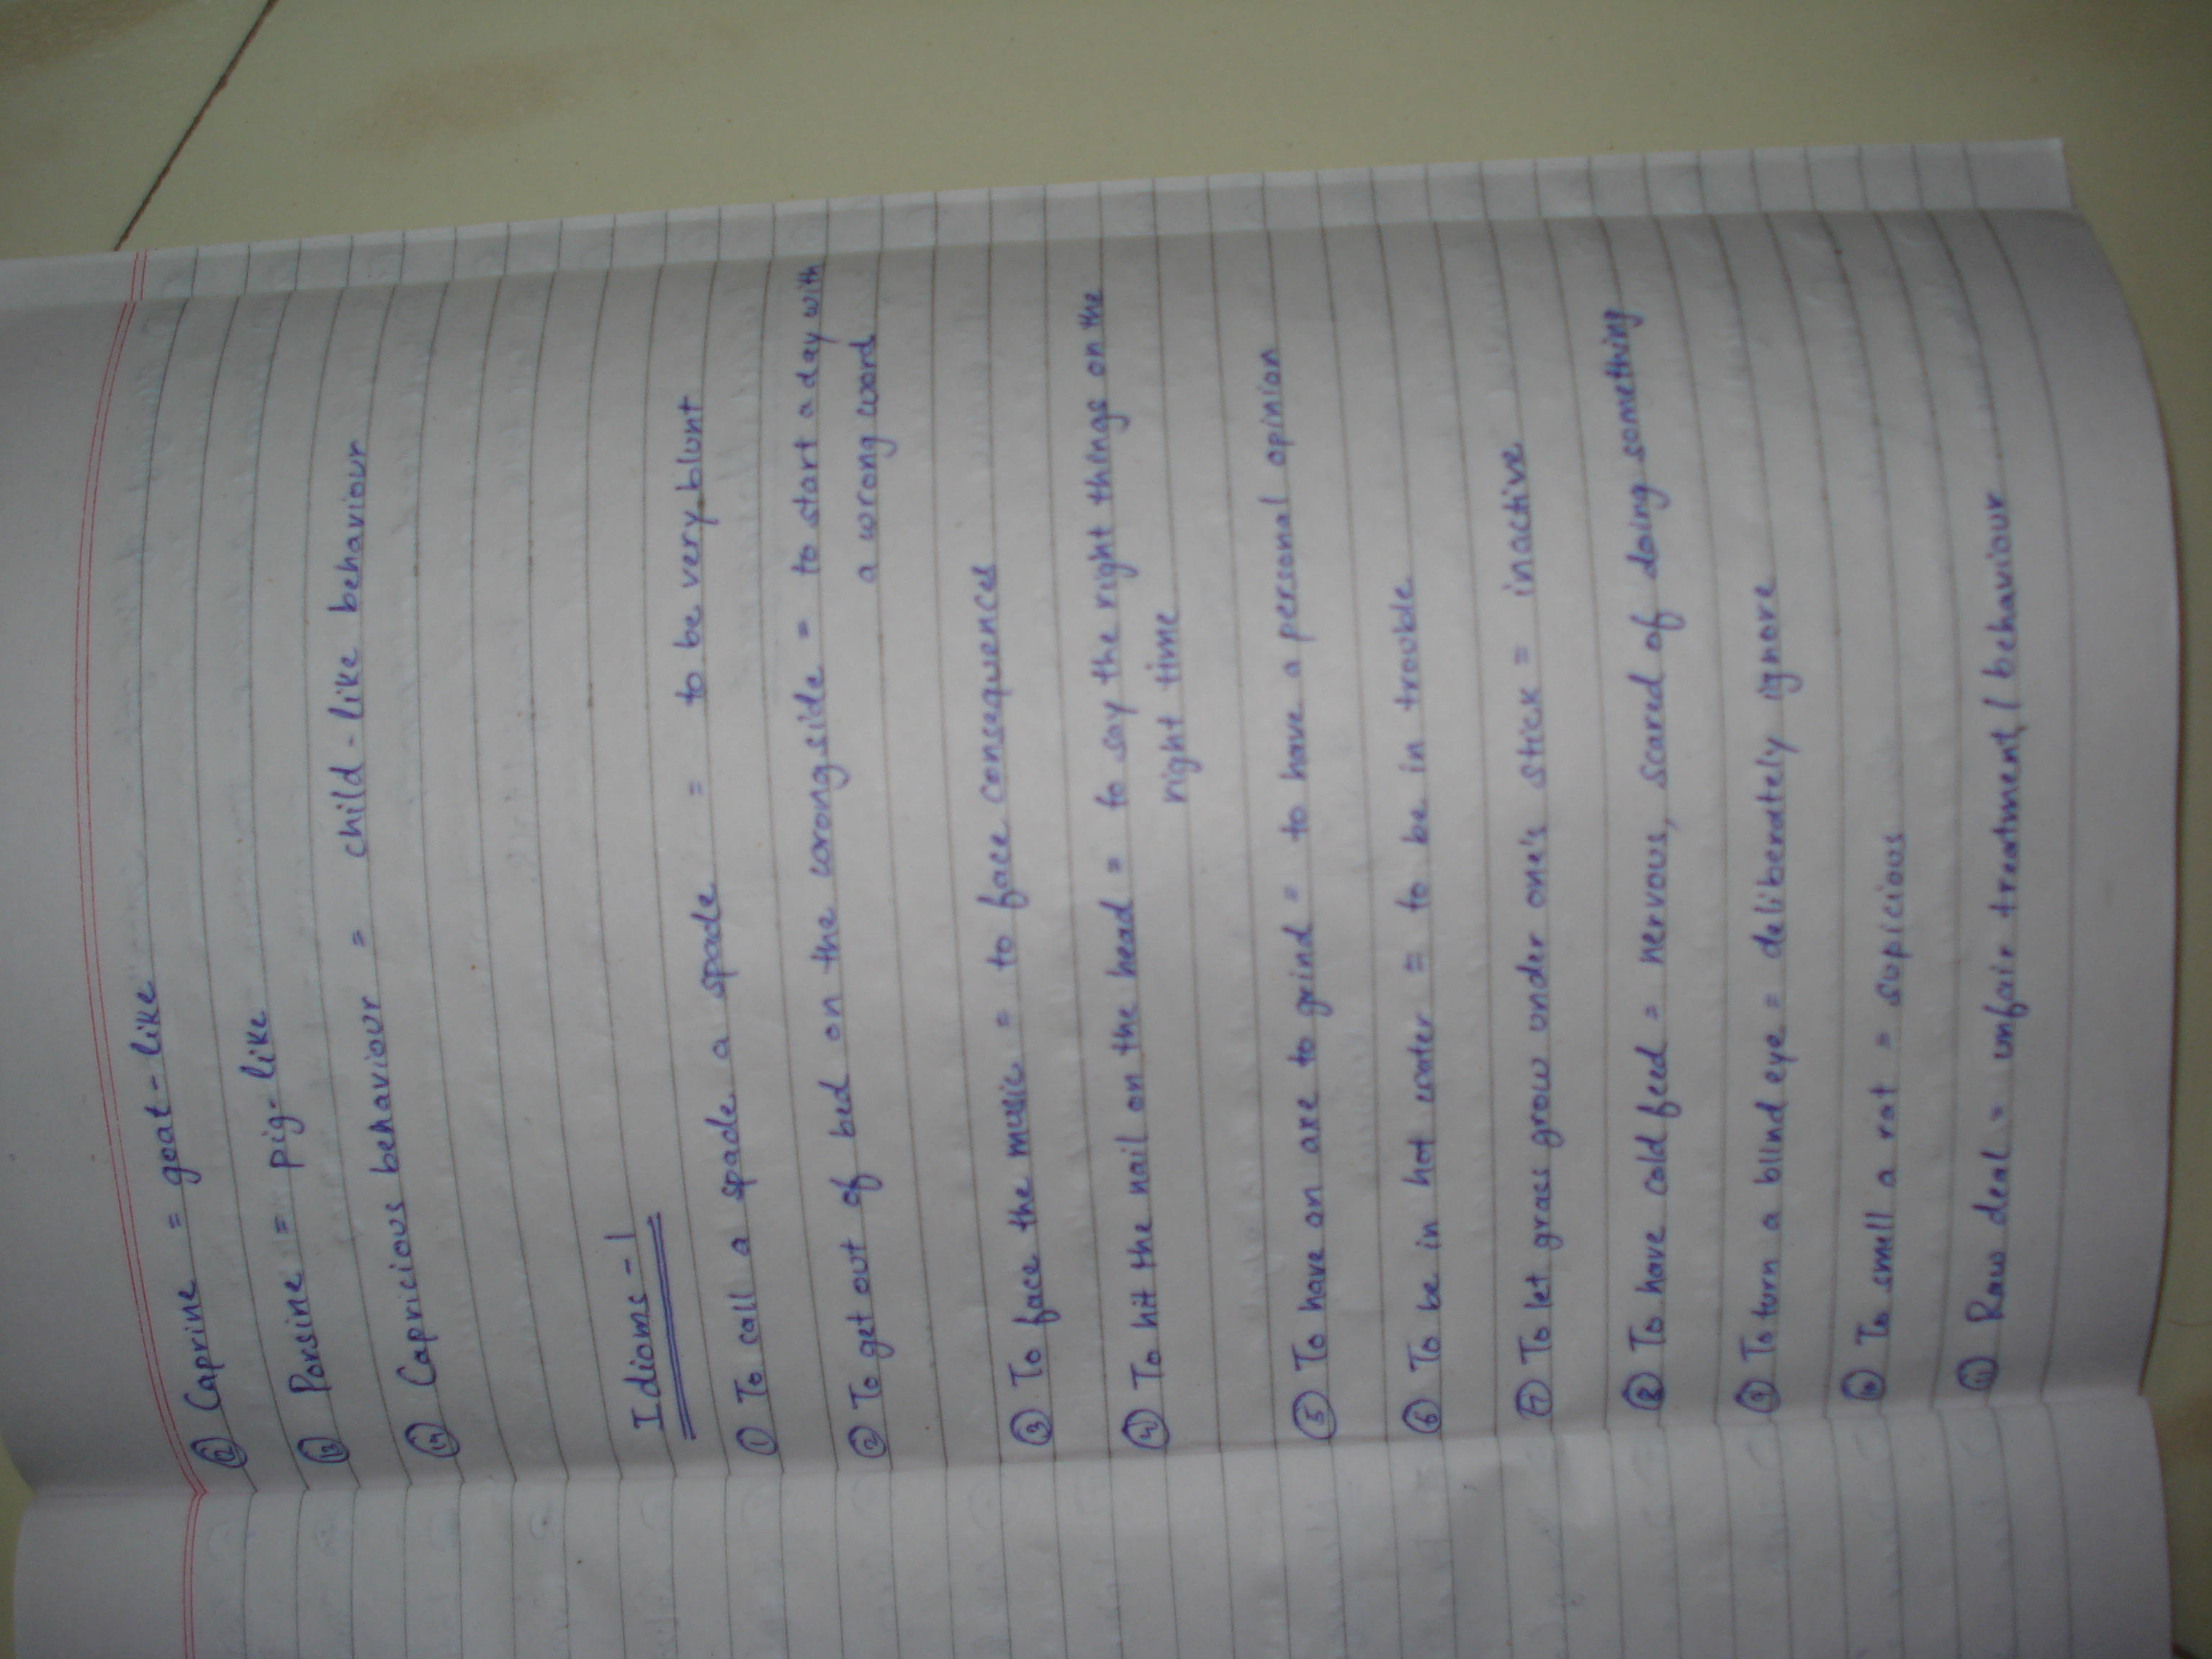 ⑫ Caprine = goat-like
⑬ Porsine = pig-like
⑭ Capricious behaviour = child-like behaviour
Idioms-1
① To call a spade a spade = to be very blunt
② To get out of bed on the wrong side = to start a day with
a wrong word
③ To face the music = to face consequences
④ To hit the nail on the head = to say the right thengs on the
right time
⑤ To have an axe to grind = to have a personal opinion
⑥ To be in hot water = to be in trouble
⑦ To let grass grow under one's stick = inactive
⑧ To have cold feed = nervous, scared of doing something
⑨ To turn a blind eye = deliberately ignore
⑩ To smell a rat = supicious
⑪ Raw deal = unfair treatment / behaviour